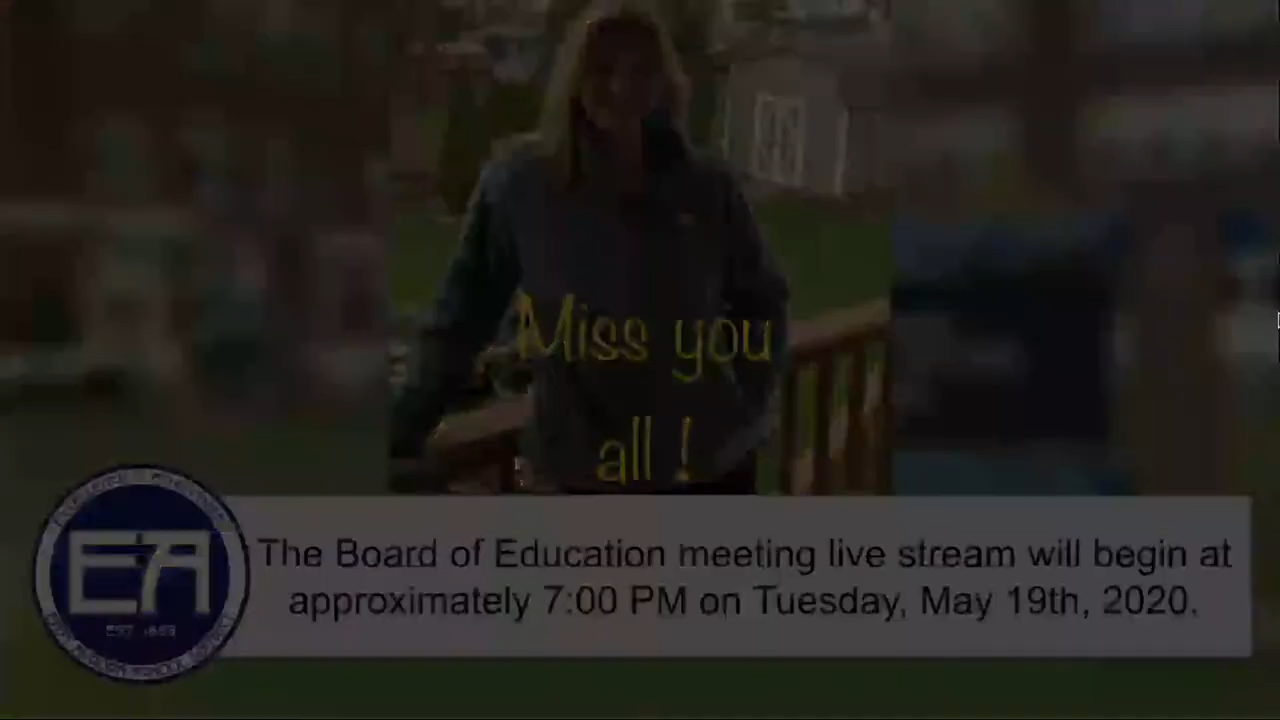 Miss you
all !
EA
The Board of Education meeting live stream will begin at
approximately 7:00 PM on Tuesday, May 19th, 2020.
EST.